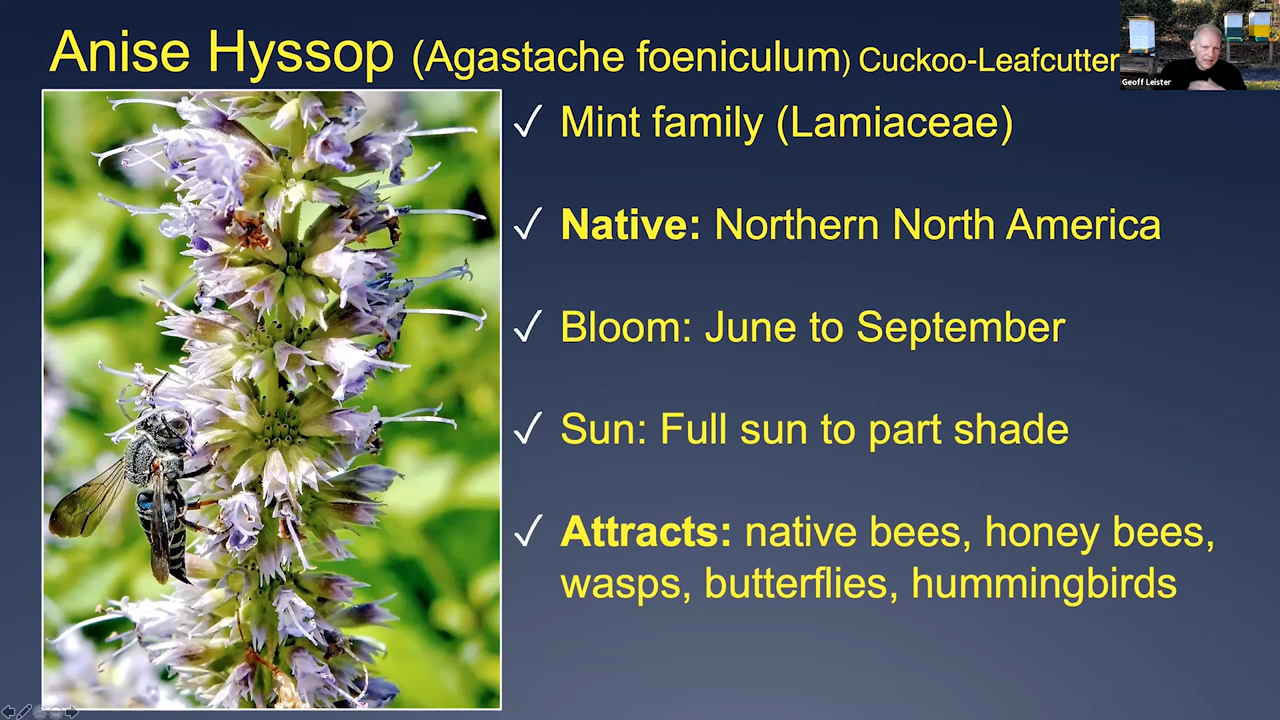 Anise Hyssop (Agastache foeniculum) Cuckoo-Leafcutter
Geoff Leister
✓ Mint family (Lamiaceae)
✓ Native: Northern North America
✓ Bloom: June to September
✓ Sun: Full sun to part shade
✓ Attracts: native bees, honey bees,
wasps, butterflies, hummingbirds